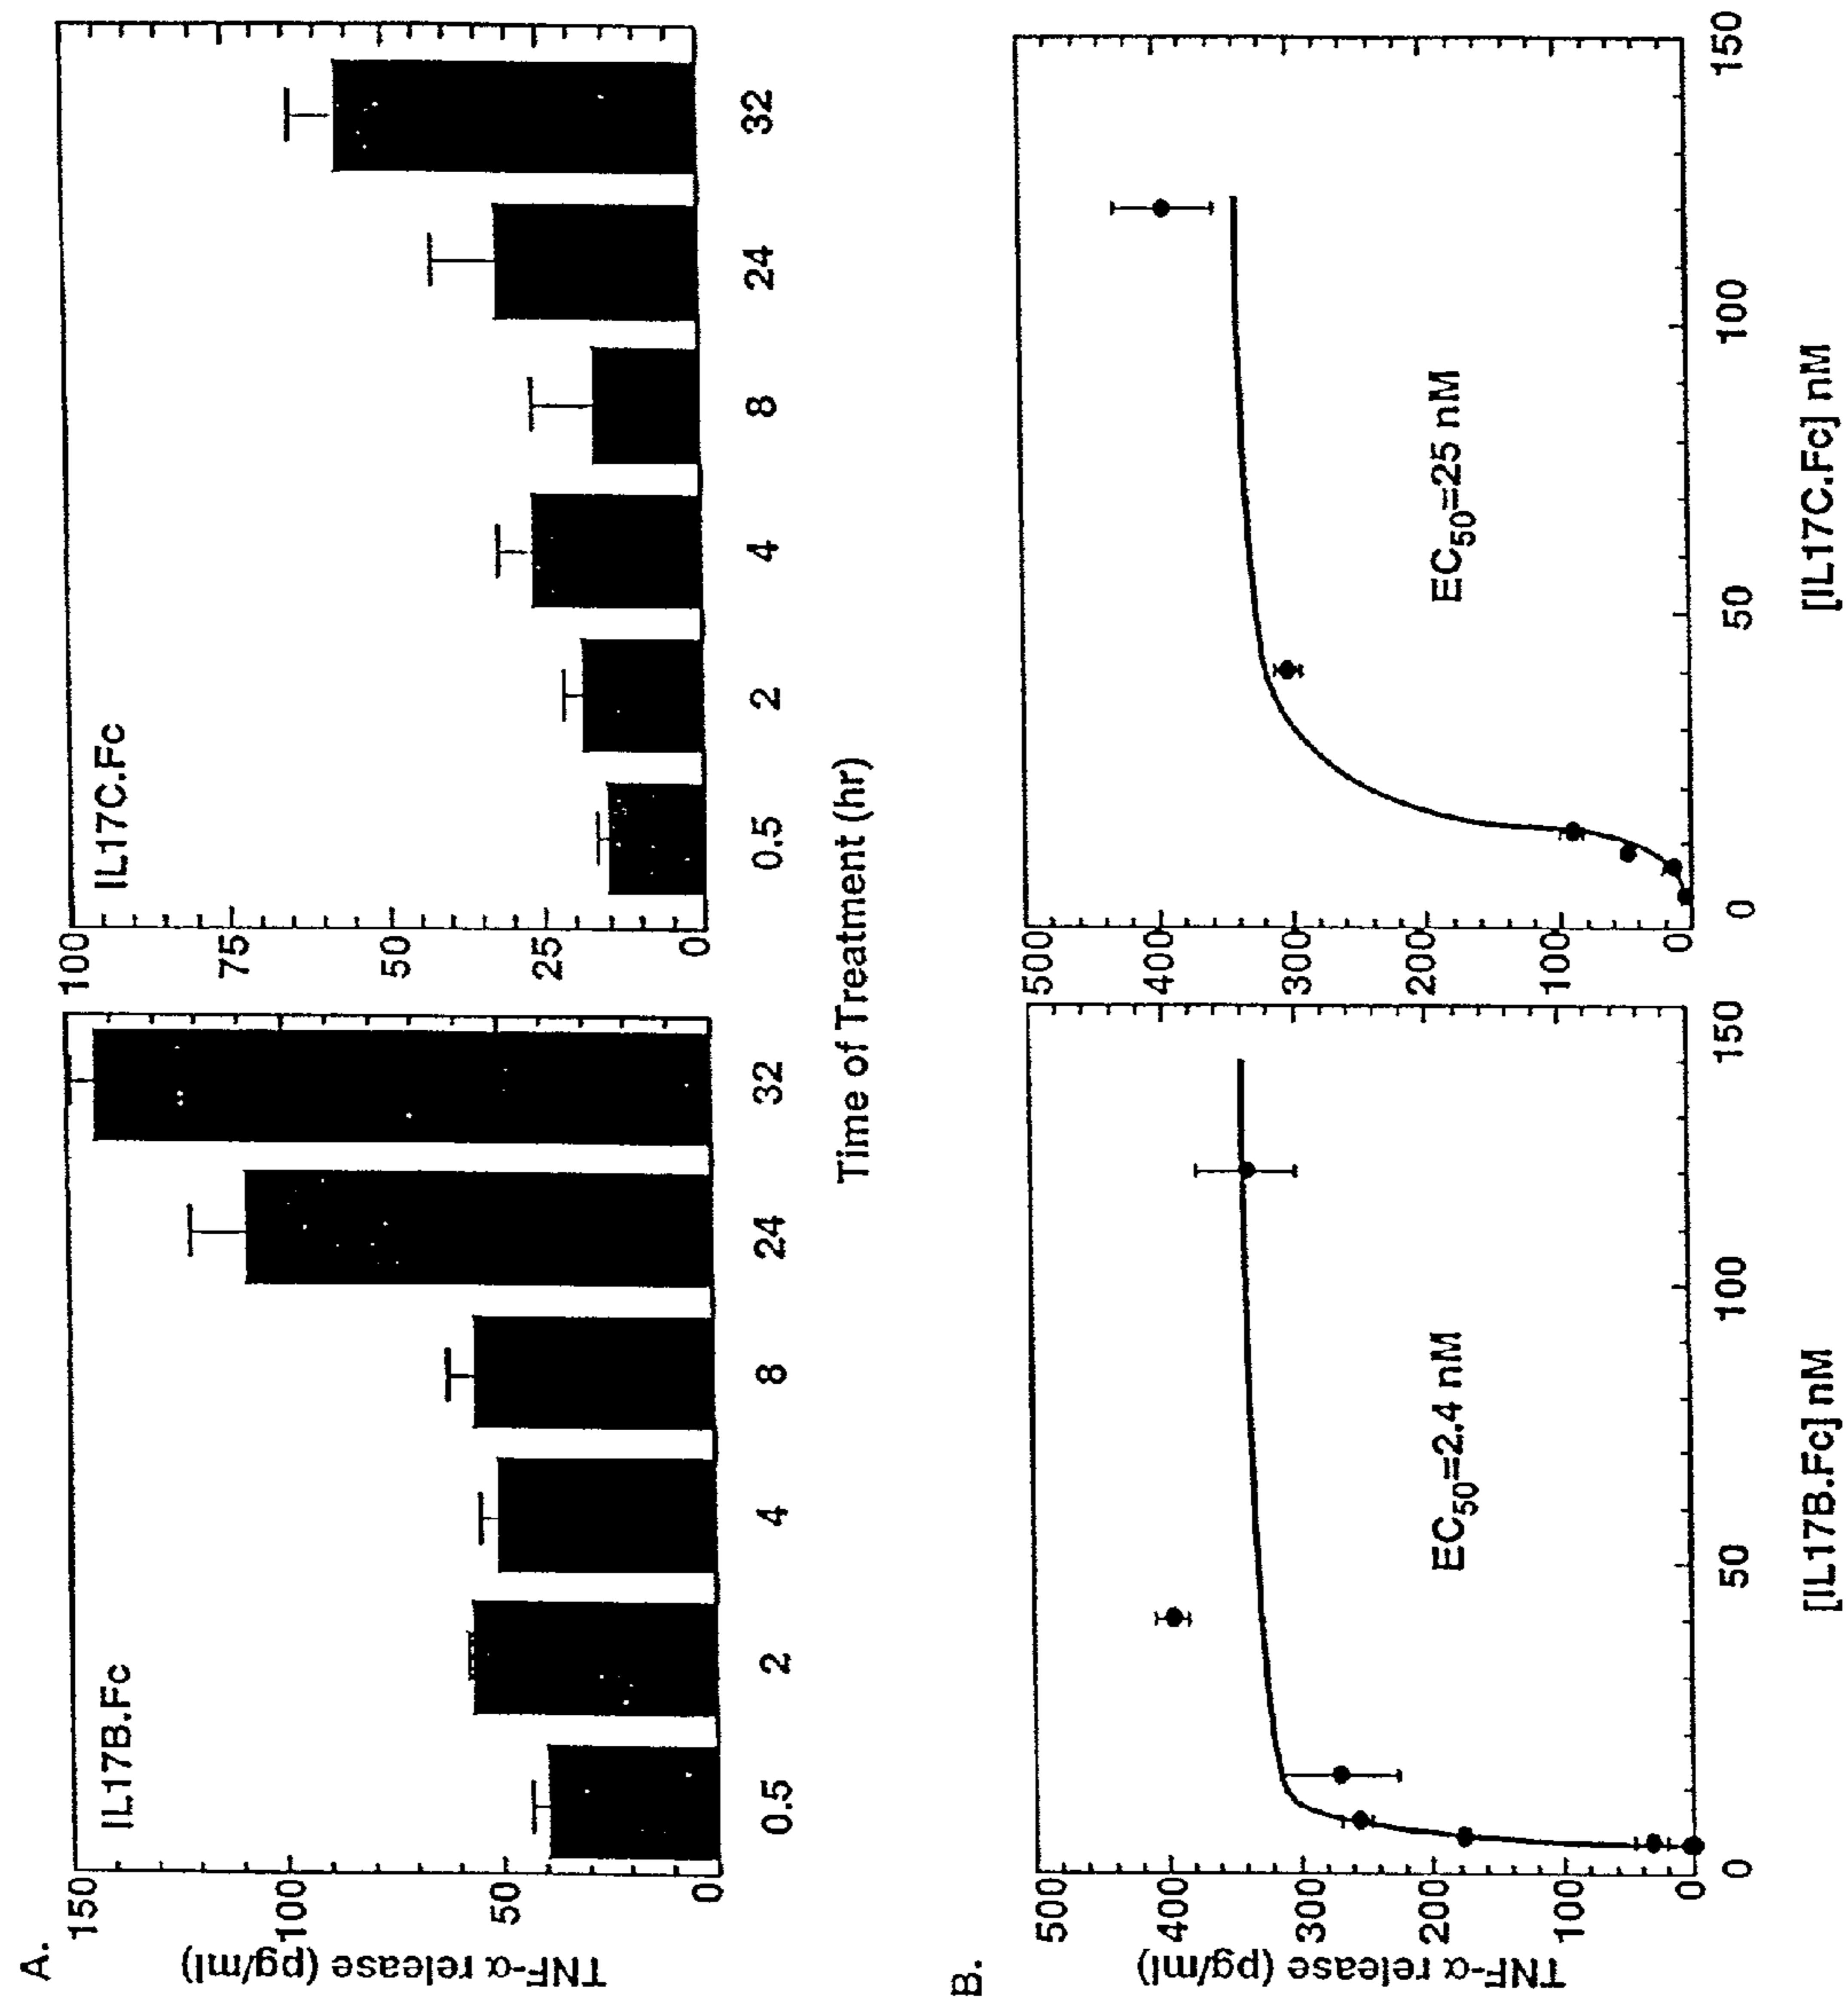 A.
TNF-α release (pg/ml)
150
100
50
0
IL17B.Fc
0.5 2 4 8 24 32
100
75
50
25
0
IL17C.Fc
0.5 2 4 8 24 32
Time of Treatment (hr)
B.
TNF-α release (pg/ml)
500
400
300
200
100
0
EC50=2.4 nM
0 50 100 150
[IL17B.Fc] nM
500
400
300
200
100
0
EC50=25 nM
0 50 100 150
[IL17C.Fc] nM